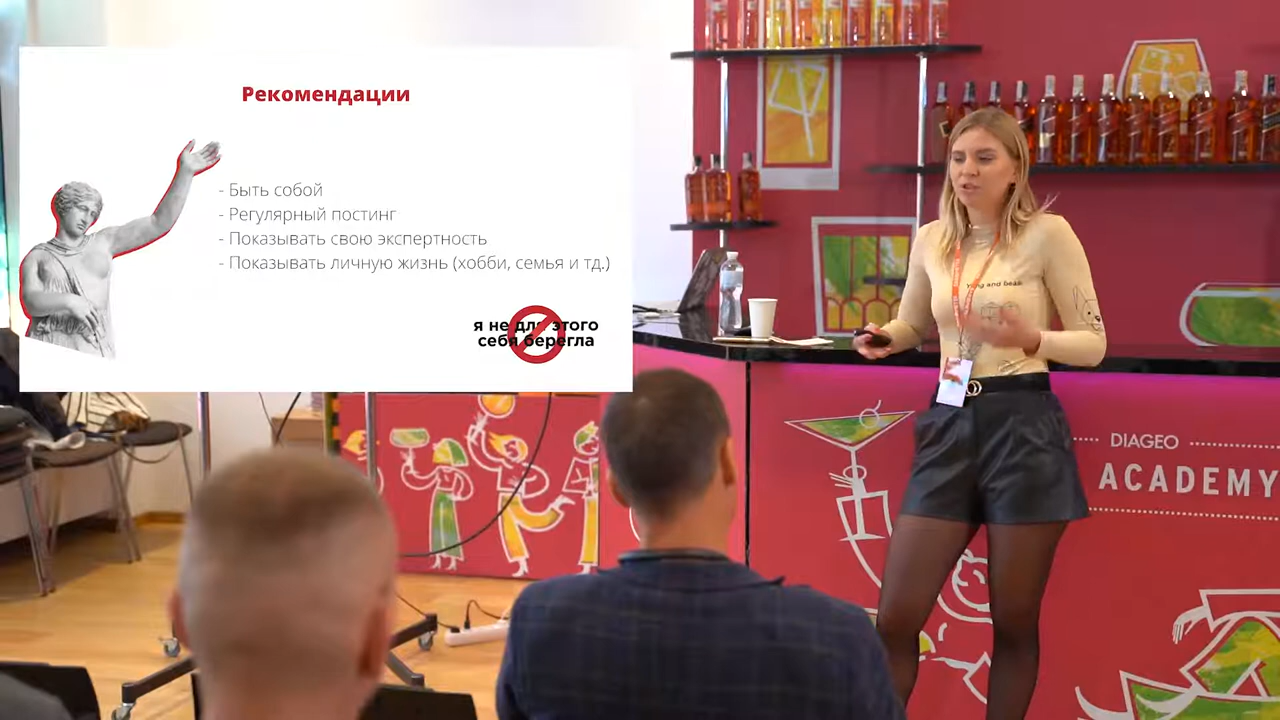 Рекомендации
- Быть собой
- Регулярный постинг
- Показывать свою экспертность
- Показывать личную жизнь (хобби, семья и тд.)
я не для этого
себя берегла
DIAGEO
ACADEMY